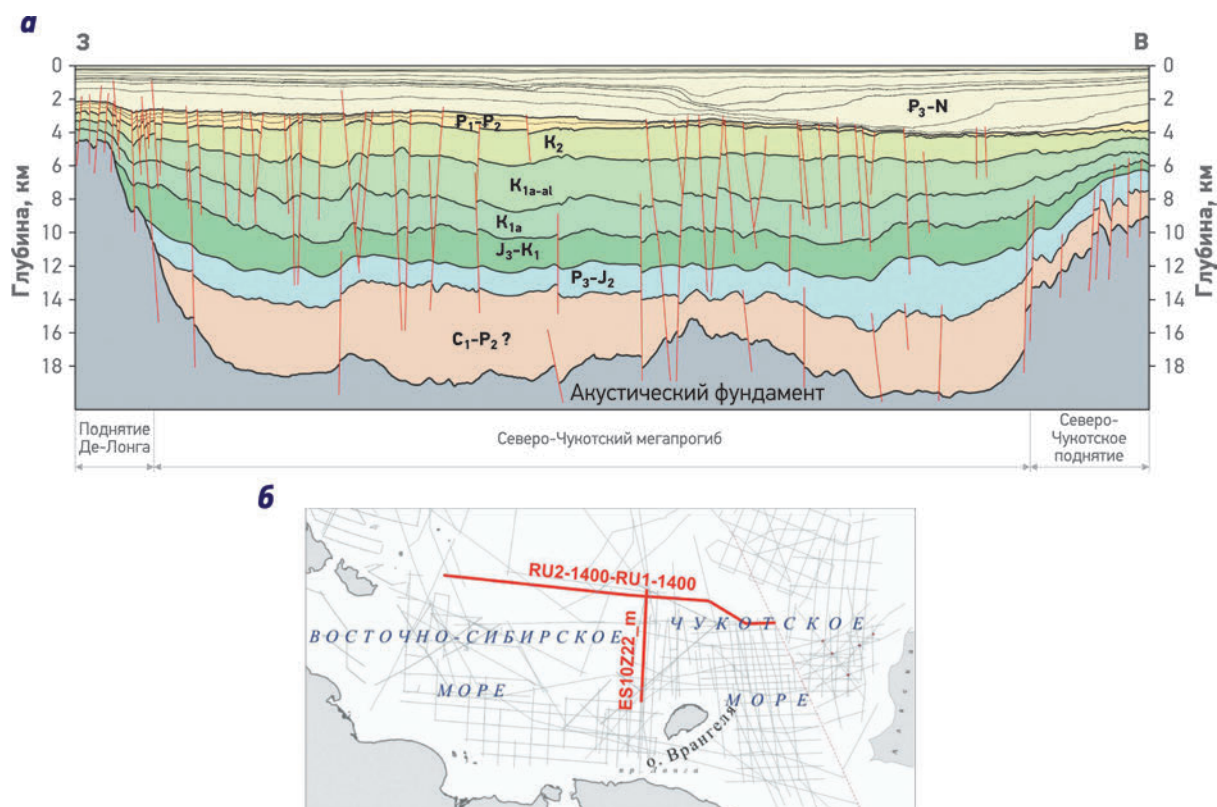 а
З
В
0
2
4
6
8
10
12
14
16
18
Глубина, км
0
2
4
6
8
10
12
14
16
18
Глубина, км
P₃–N
P₁–P₂
K₂
K₁a-al
K₁a
J₃–K₁
P₃–J₂
C₁–P₂ ?
Акустический фундамент
Поднятие
Де-Лонга
Северо-Чукотский мегапрогиб
Северо-
Чукотское
поднятие
б
RU2-1400-RU1-1400
ES10Z22_m
ВОСТОЧНО-СИБИРСКОЕ
МОРЕ
ЧУКОТСКОЕ
МОРЕ
о. Врангеля
пр. Лонга
Аляска